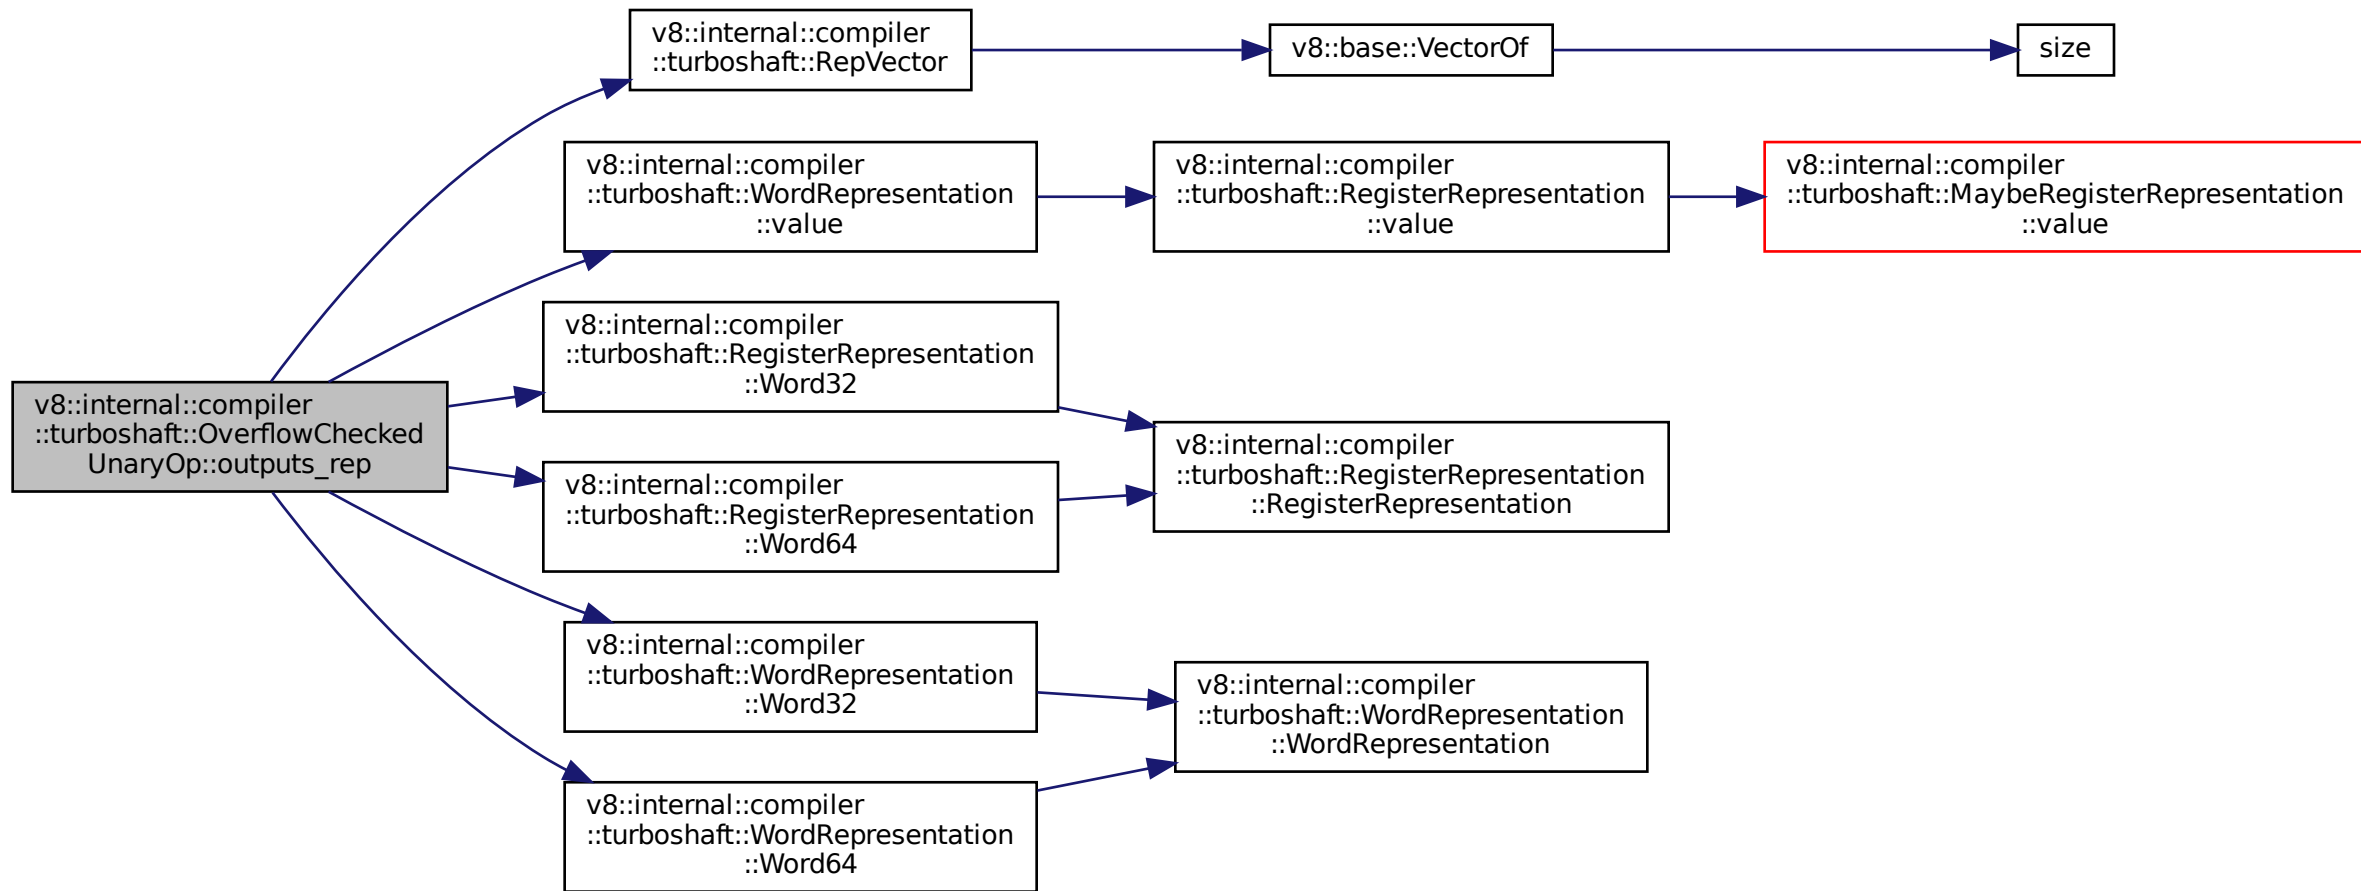 v8::internal::compiler
::turboshaft::RepVector
v8::base::VectorOf
size
v8::internal::compiler
::turboshaft::WordRepresentation
::value
v8::internal::compiler
::turboshaft::RegisterRepresentation
::value
v8::internal::compiler
::turboshaft::MaybeRegisterRepresentation
::value
v8::internal::compiler
::turboshaft::RegisterRepresentation
::Word32
v8::internal::compiler
::turboshaft::OverflowChecked
UnaryOp::outputs_rep
v8::internal::compiler
::turboshaft::RegisterRepresentation
::RegisterRepresentation
v8::internal::compiler
::turboshaft::RegisterRepresentation
::Word64
v8::internal::compiler
::turboshaft::WordRepresentation
::Word32
v8::internal::compiler
::turboshaft::WordRepresentation
::WordRepresentation
v8::internal::compiler
::turboshaft::WordRepresentation
::Word64